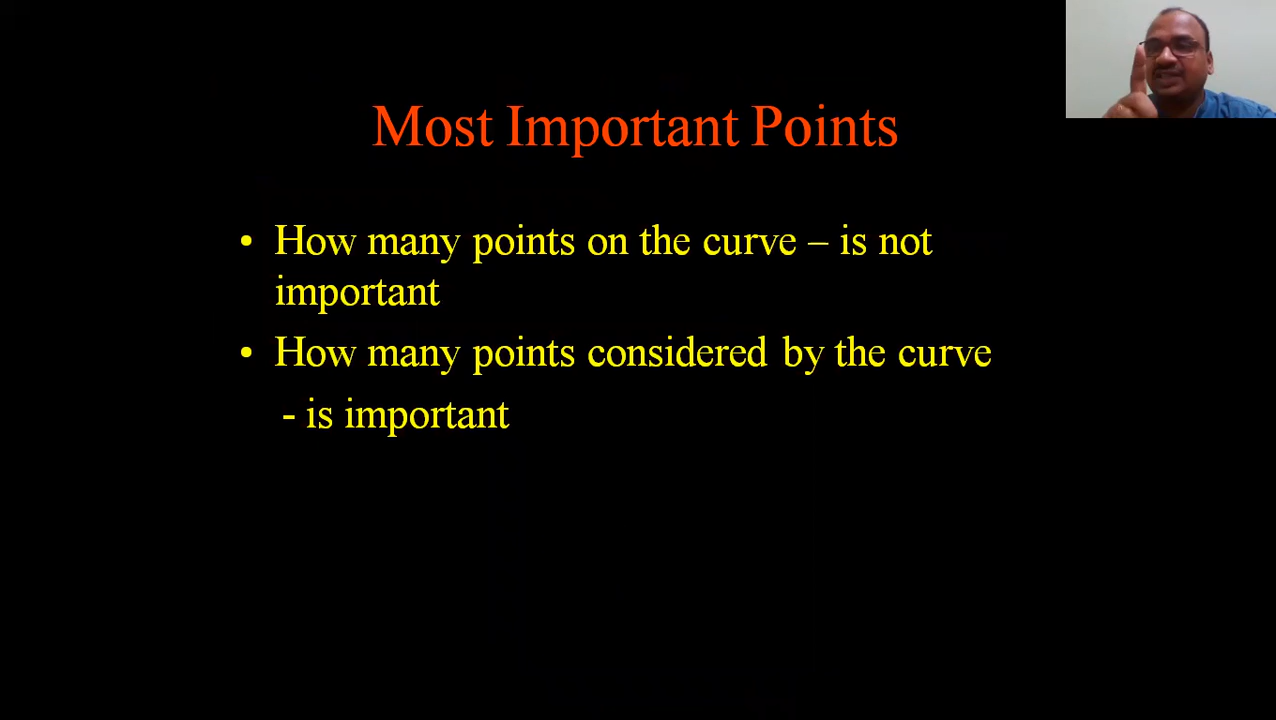 Most Important Points
• How many points on the curve – is not
important
• How many points considered by the curve
- is important